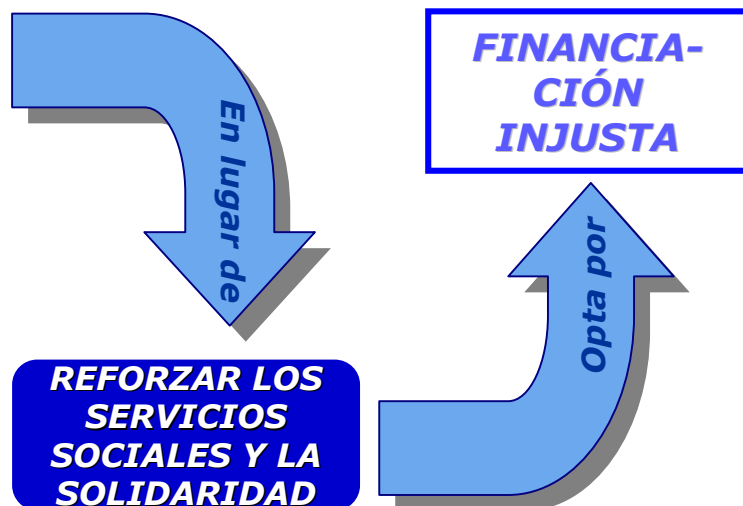 En lugar de
REFORZAR LOS
SERVICIOS
SOCIALES Y LA
SOLIDARIDAD
Opta por
FINANCIA-
CIÓN
INJUSTA